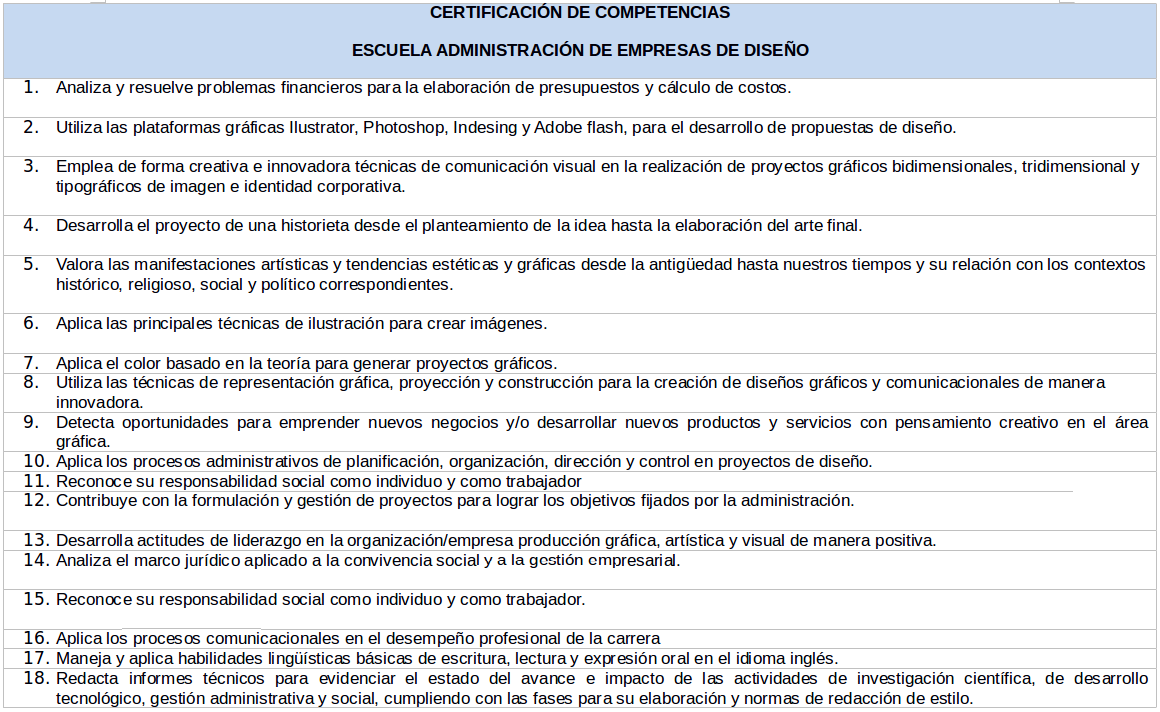 CERTIFICACIÓN DE COMPETENCIAS
ESCUELA ADMINISTRACIÓN DE EMPRESAS DE DISEÑO
1. Analiza y resuelve problemas financieros para la elaboración de presupuestos y cálculo de costos.
2. Utiliza las plataformas gráficas Ilustrator, Photoshop, Indesing y Adobe flash, para el desarrollo de propuestas de diseño.
3. Emplea de forma creativa e innovadora técnicas de comunicación visual en la realización de proyectos gráficos bidimensionales, tridimensional y
tipográficos de imagen e identidad corporativa.
4. Desarrolla el proyecto de una historieta desde el planteamiento de la idea hasta la elaboración del arte final.
5. Valora las manifestaciones artísticas y tendencias estéticas y gráficas desde la antigüedad hasta nuestros tiempos y su relación con los contextos
histórico, religioso, social y político correspondientes.
6. Aplica las principales técnicas de ilustración para crear imágenes.
7. Aplica el color basado en la teoría para generar proyectos gráficos.
8. Utiliza las técnicas de representación gráfica, proyección y construcción para la creación de diseños gráficos y comunicacionales de manera
innovadora.
9. Detecta oportunidades para emprender nuevos negocios y/o desarrollar nuevos productos y servicios con pensamiento creativo en el área
gráfica.
10. Aplica los procesos administrativos de planificación, organización, dirección y control en proyectos de diseño.
11. Reconoce su responsabilidad social como individuo y como trabajador
12. Contribuye con la formulación y gestión de proyectos para lograr los objetivos fijados por la administración.
13. Desarrolla actitudes de liderazgo en la organización/empresa producción gráfica, artística y visual de manera positiva.
14. Analiza el marco jurídico aplicado a la convivencia social y a la gestión empresarial.
15. Reconoce su responsabilidad social como individuo y como trabajador.
16. Aplica los procesos comunicacionales en el desempeño profesional de la carrera
17. Maneja y aplica habilidades lingüísticas básicas de escritura, lectura y expresión oral en el idioma inglés.
18. Redacta informes técnicos para evidenciar el estado del avance e impacto de las actividades de investigación científica, de desarrollo
tecnológico, gestión administrativa y social, cumpliendo con las fases para su elaboración y normas de redacción de estilo.